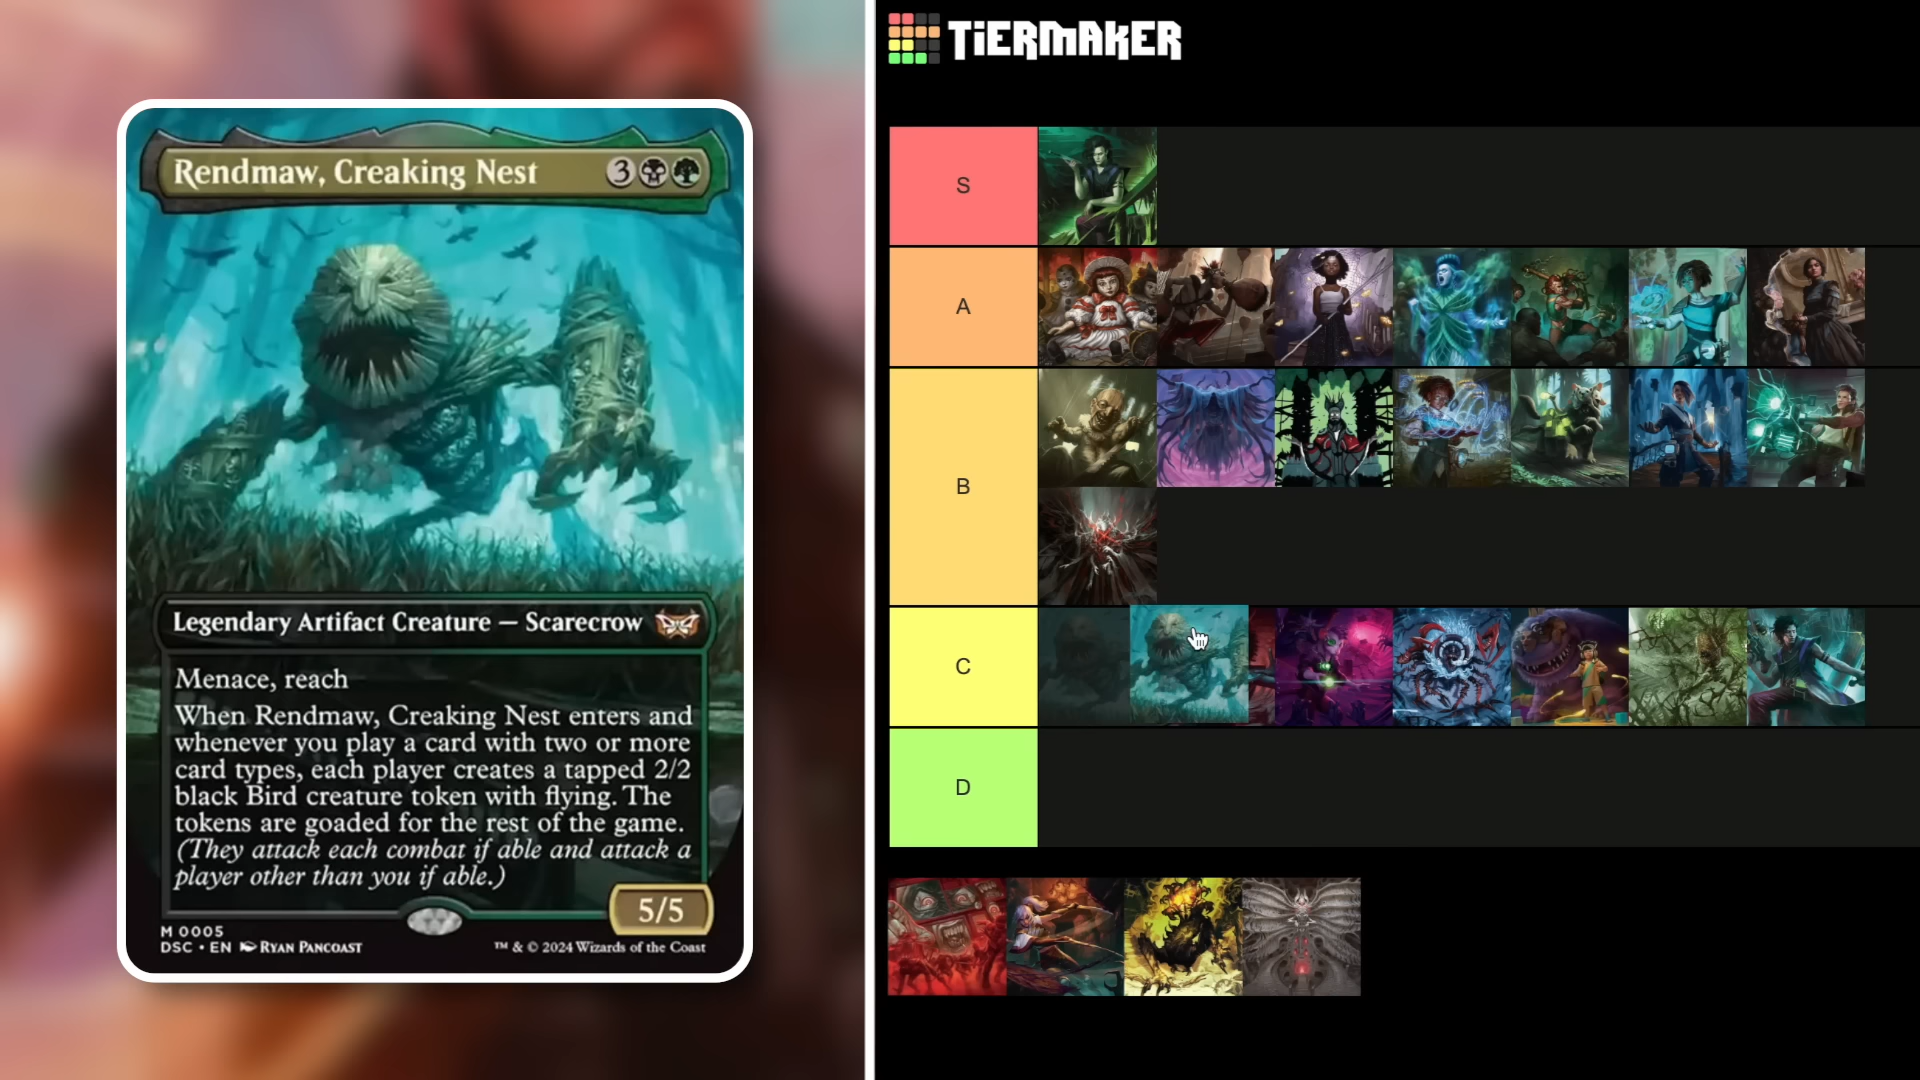 Rendmaw, Creaking Nest 3
Legendary Artifact Creature — Scarecrow
Menace, reach
When Rendmaw, Creaking Nest enters and
whenever you play a card with two or more
card types, each player creates a tapped 2/2
black Bird creature token with flying. The
tokens are goaded for the rest of the game.
(They attack each combat if able and attack a
player other than you if able.)
5/5
M 0005
DSC • EN RYAN PANCOAST
™ & © 2024 Wizards of the Coast
TIERMAKER
S
A
B
C
D